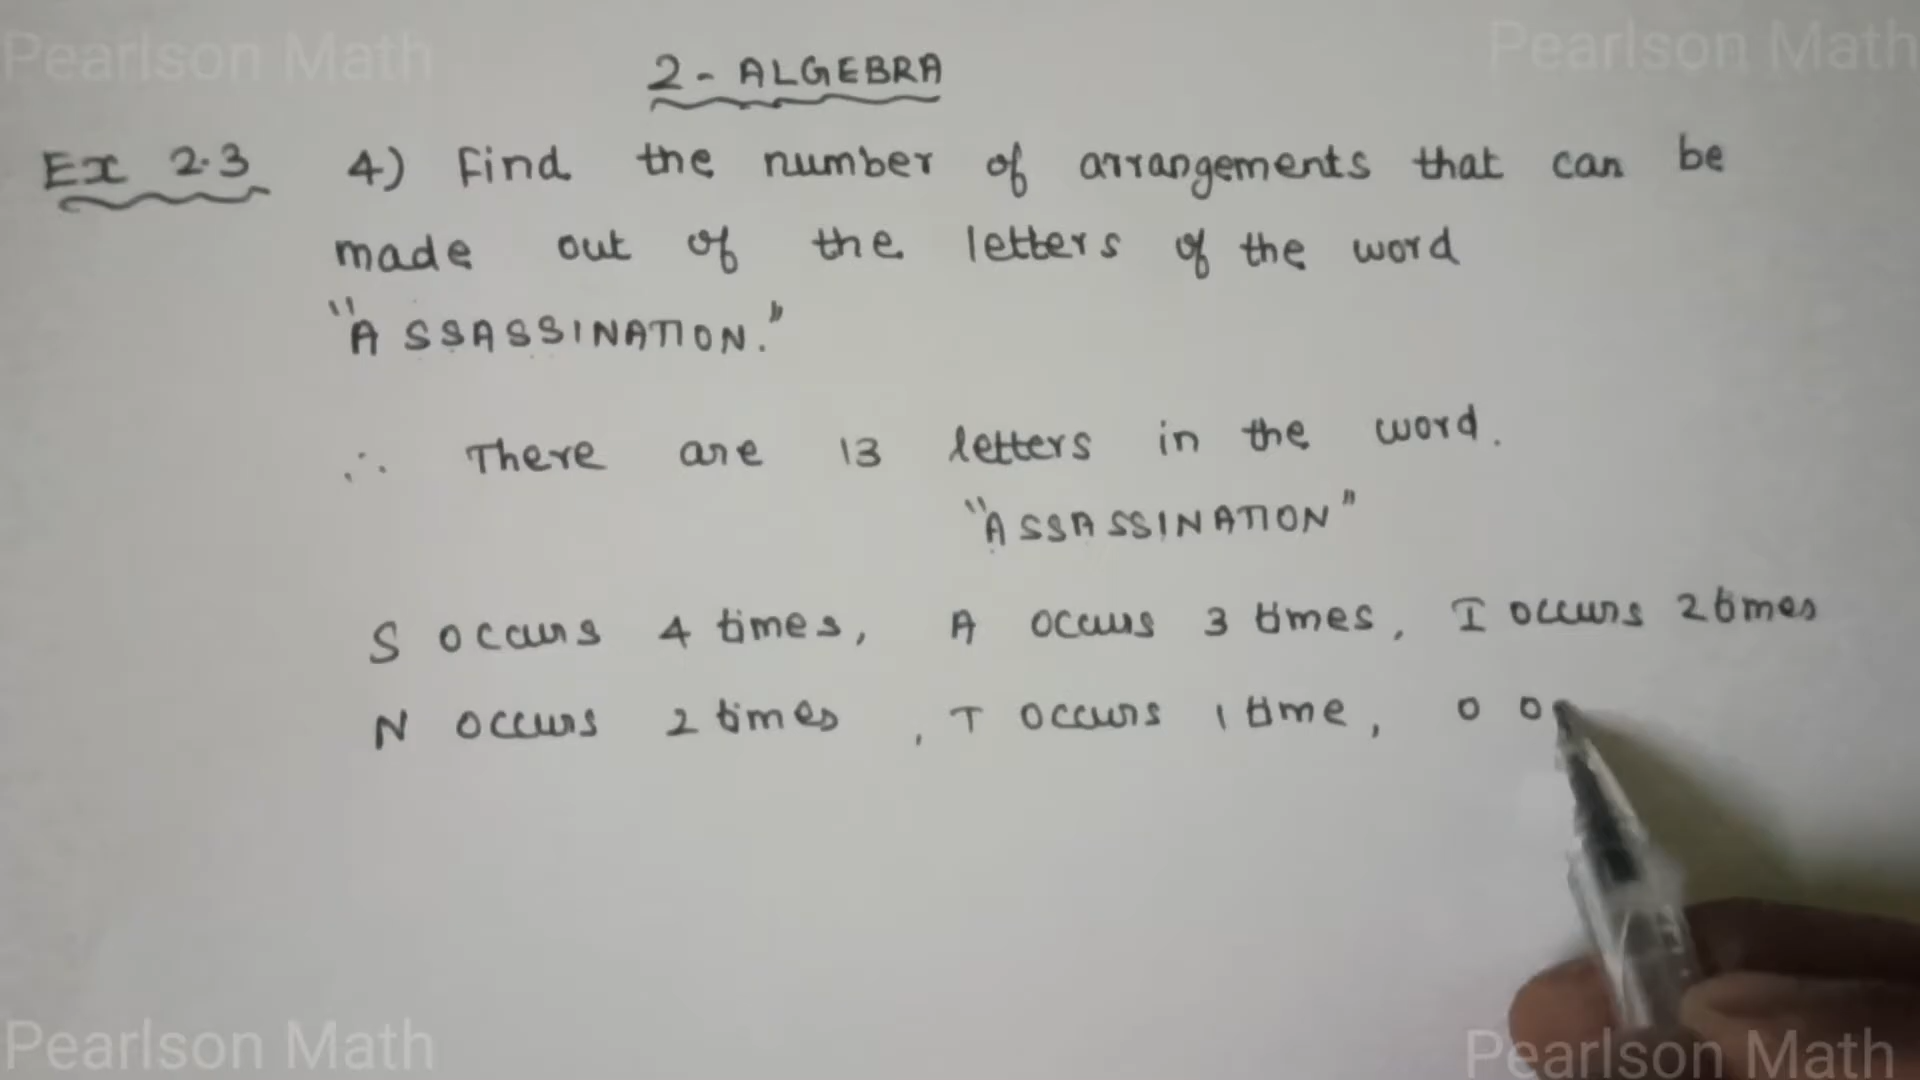 Pearlson Math
Pearlson Math
2 - ALGEBRA
Ex 2.3 4) Find the number of arrangements that can be
made out of the letters of the word
"ASSASSINATION."
∴ There are 13 letters in the word.
"ASSASSINATION"
S occurs 4 times, A occurs 3 times, I occurs 2 times
N occurs 2 times, T occurs 1 time, O o
Pearlson Math
Pearlson Math